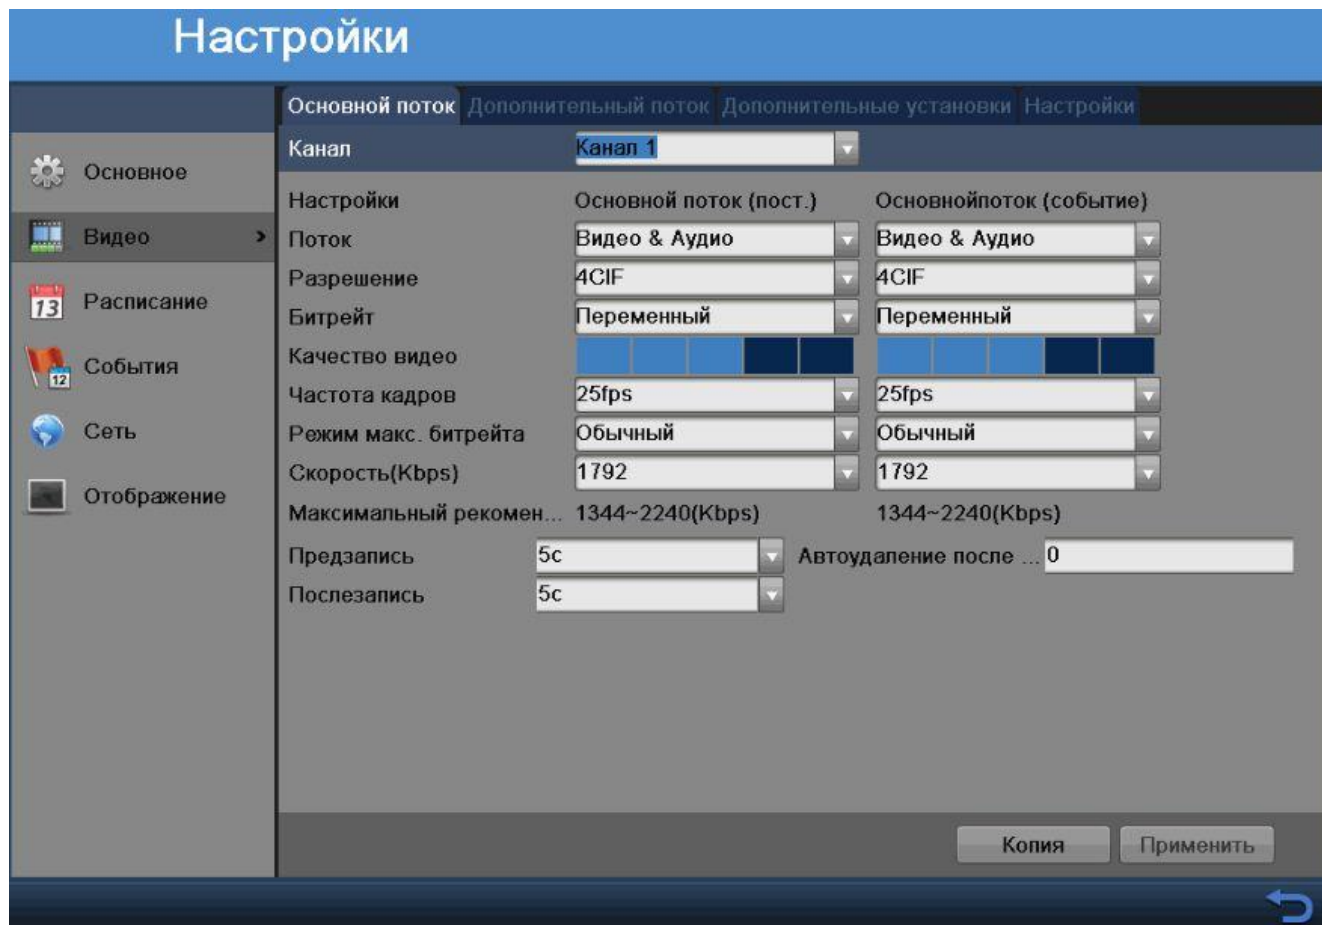 Настройки
Основной поток Дополнительный поток Дополнительные установки Настройки
Канал Канал 1
Основное
Видео
Расписание
13
События
12
Сеть
Отображение
Настройки Основной поток (пост.) Основнойпоток (событие)
Поток Видео & Аудио Видео & Аудио
Разрешение 4CIF 4CIF
Битрейт Переменный Переменный
Качество видео
Частота кадров 25fps 25fps
Режим макс. битрейта Обычный Обычный
Скорость(Kbps) 1792 1792
Максимальный рекомен... 1344~2240(Kbps) 1344~2240(Kbps)
Предзапись 5с Автоудаление после ... 0
Послезапись 5с
Копия Применить